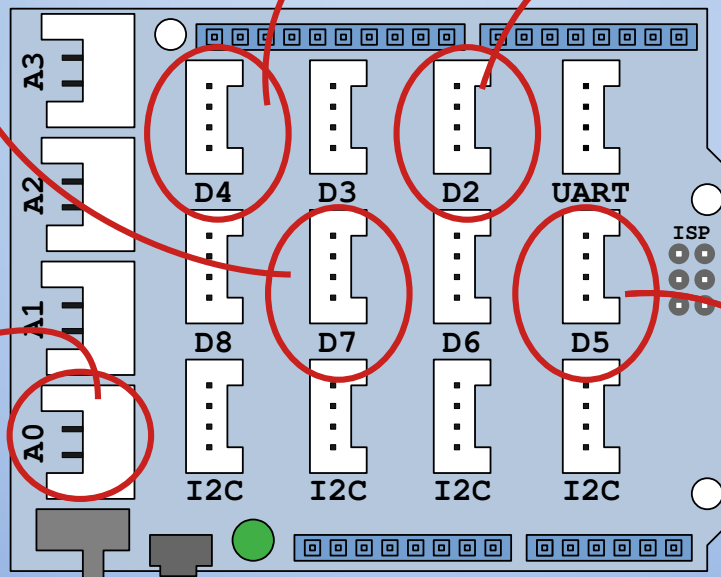 A3
A2
A1
A0
D4 D3 D2 UART
ISP
D8 D7 D6 D5
I2C I2C I2C I2C